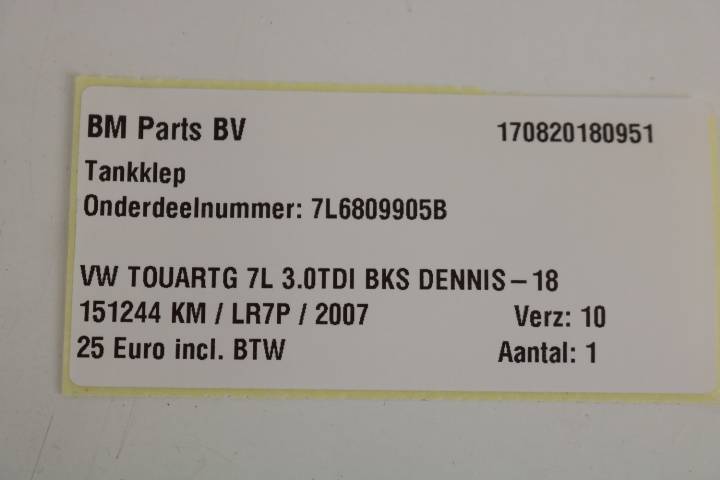 BM Parts BV 170820180951
Tankklep
Onderdeelnummer: 7L6809905B
VW TOUARTG 7L 3.0TDI BKS DENNIS – 18
151244 KM / LR7P / 2007 Verz: 10
25 Euro incl. BTW Aantal: 1